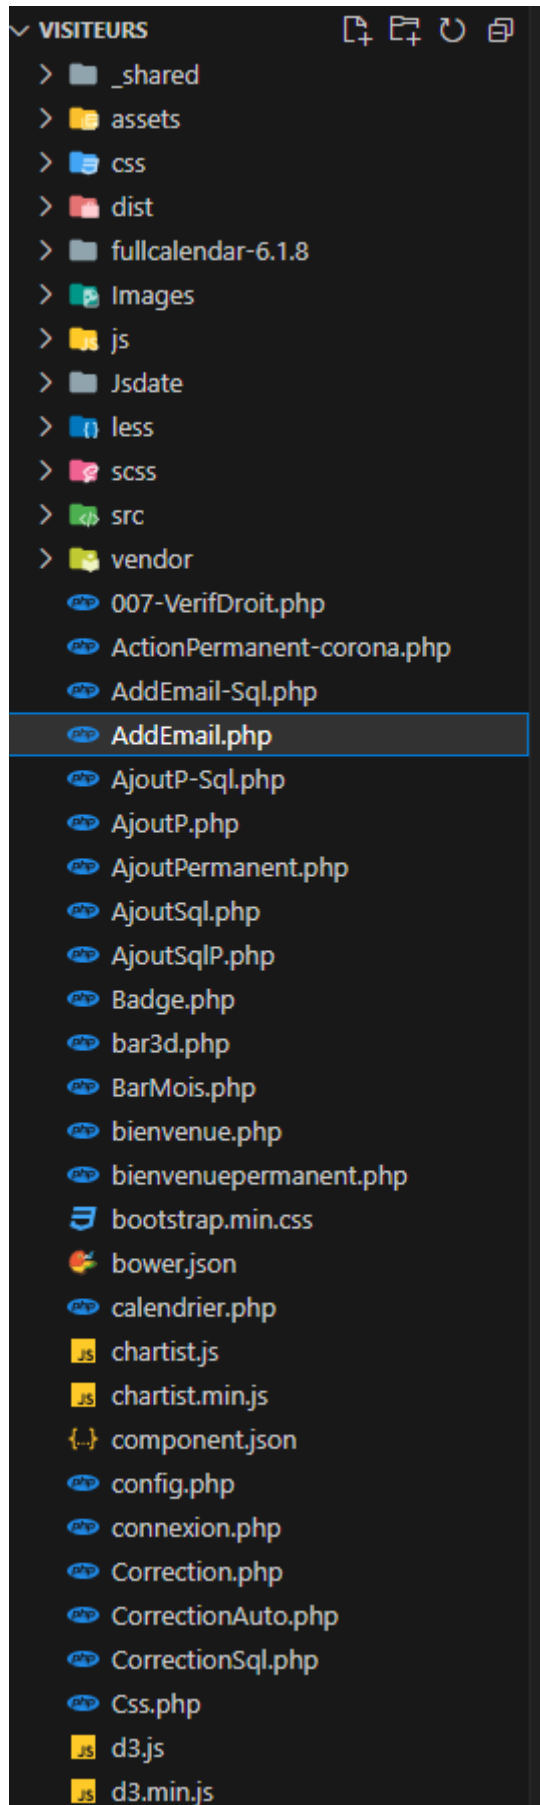 VISITEURS
_shared
assets
css
dist
fullcalendar-6.1.8
Images
js
Jsdate
less
scss
src
vendor
007-VerifDroit.php
ActionPermanent-corona.php
AddEmail-Sql.php
AddEmail.php
AjoutP-Sql.php
AjoutP.php
AjoutPermanent.php
AjoutSql.php
AjoutSqlP.php
Badge.php
bar3d.php
BarMois.php
bienvenue.php
bienvenuepermanent.php
bootstrap.min.css
bower.json
calendrier.php
chartist.js
chartist.min.js
component.json
config.php
connexion.php
Correction.php
CorrectionAuto.php
CorrectionSql.php
Css.php
d3.js
d3.min.js